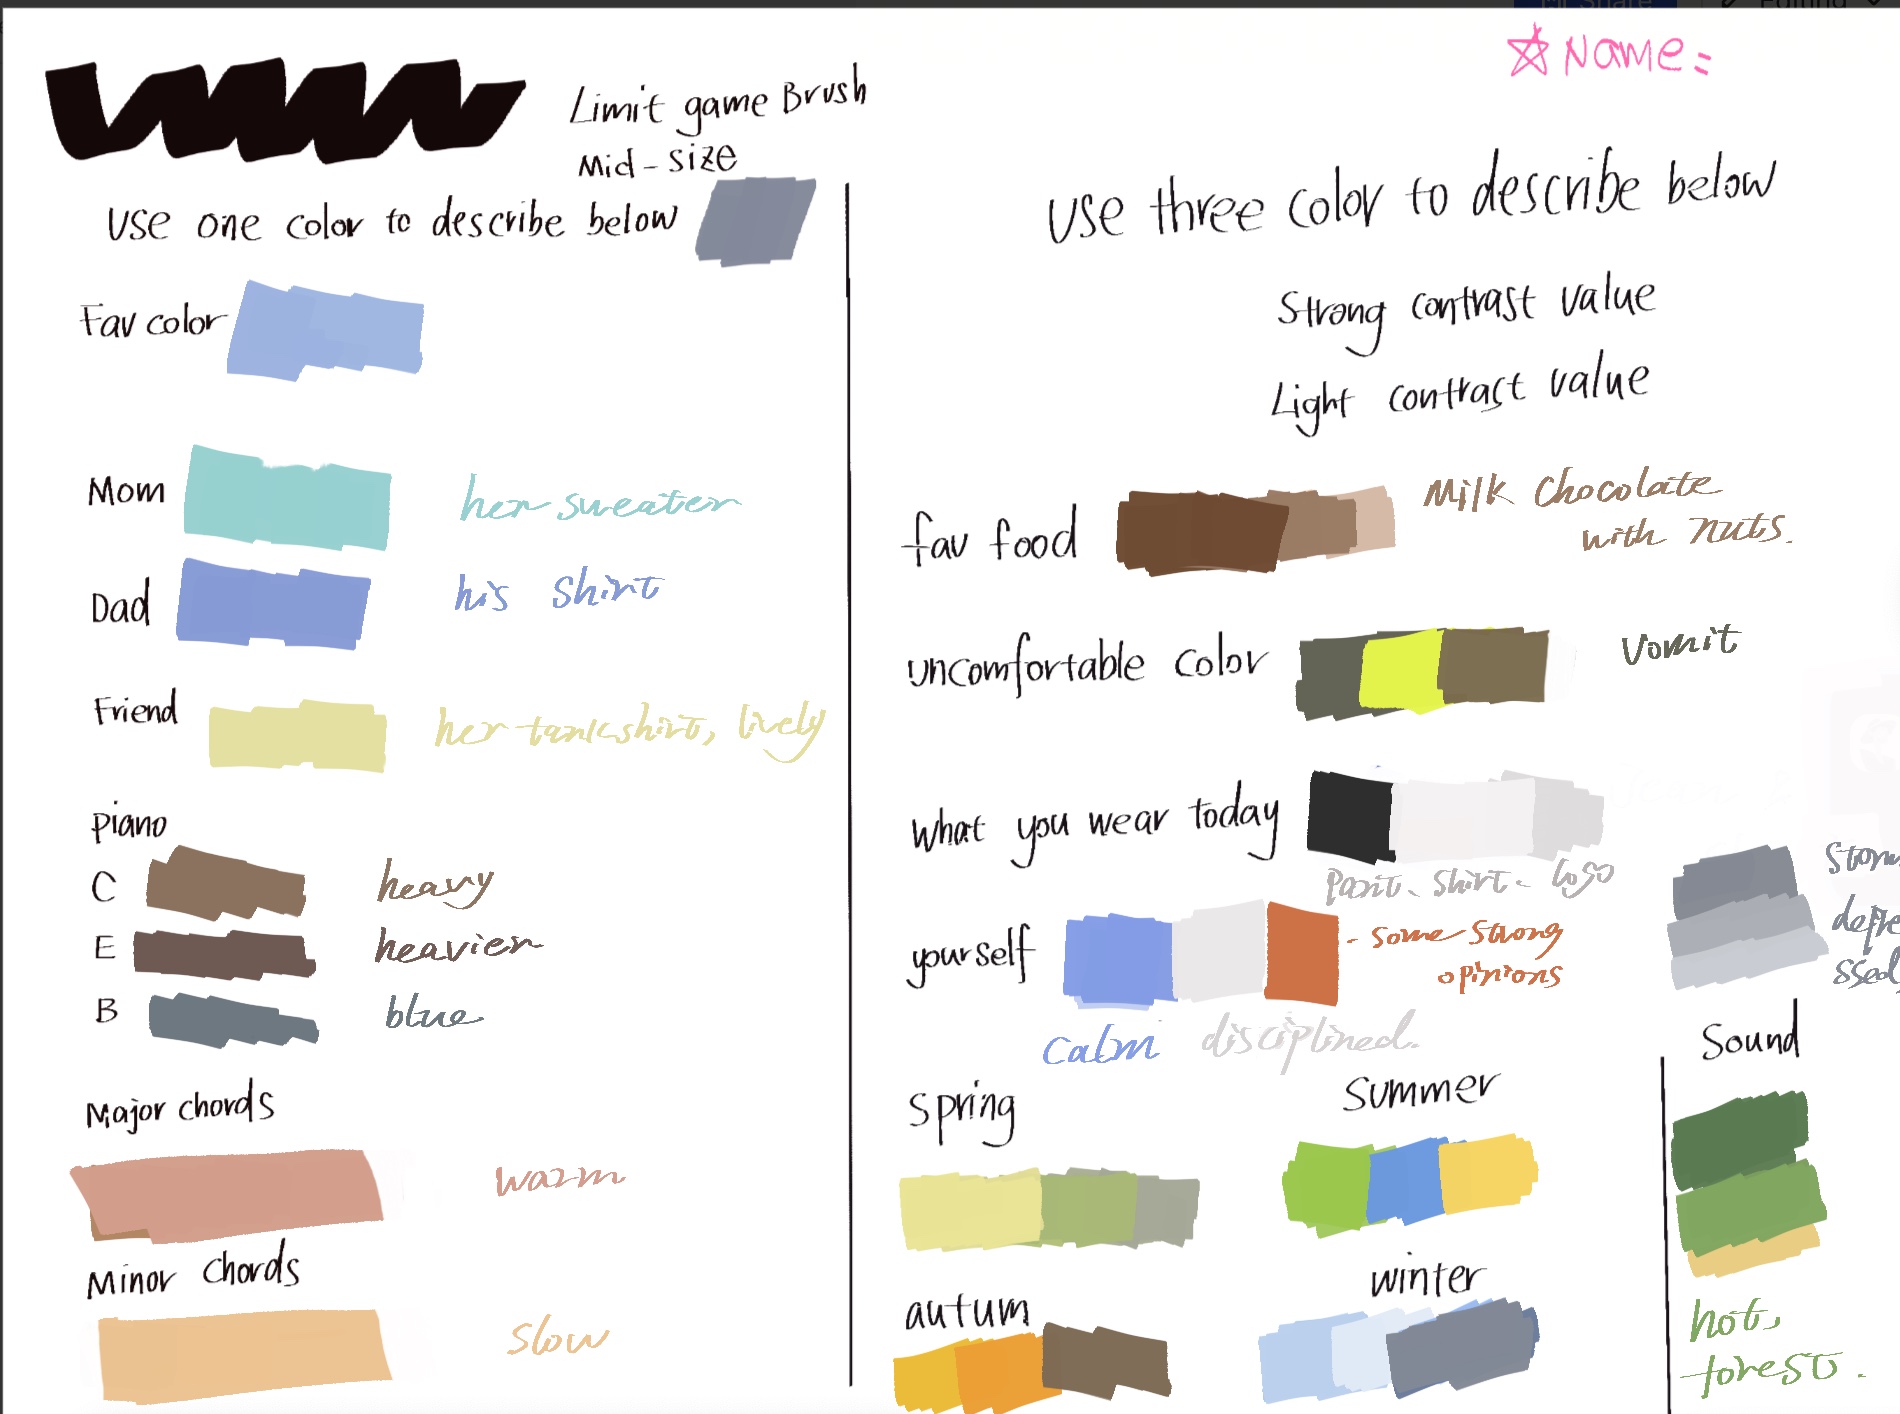 ☆ Name:
Limit game Brush
Mid-size
Use one color to describe below
Fav color
Mom her sweater
Dad his shirt
Friend her tankshirt, lively
piano
C heavy
E heavier
B blue
Major chords
warm
Minor chords
slow
Use three color to describe below
Strong contrast value
Light contrast value
fav food Milk Chocolate
with nuts.
uncomfortable color Vomit
What you wear today
Pant. Shirt. Logo
yourself - some strong
opinions
calm disciplined.
spring
summer
autum
winter
Storm
depre
ssed,
Sound
hot,
forest.